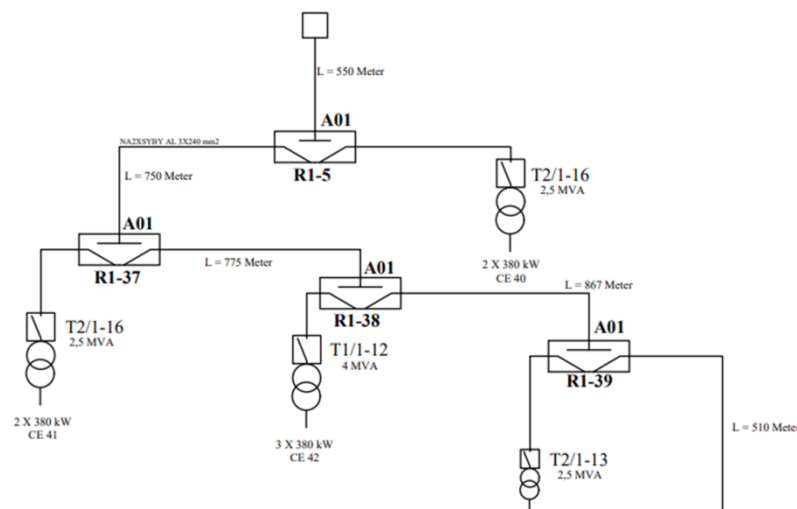 L = 550 Meter
A01
NA2XSYBY AL 3X240 mm2
R1-5
L = 750 Meter
T2/1-16
2,5 MVA
A01
R1-37
L = 775 Meter
2 X 380 kW
CE 40
A01
R1-38
L = 867 Meter
T2/1-16
2,5 MVA
A01
R1-39
T1/1-12
4 MVA
2 X 380 kW
CE 41
3 X 380 kW
CE 42
L = 510 Meter
T2/1-13
2,5 MVA